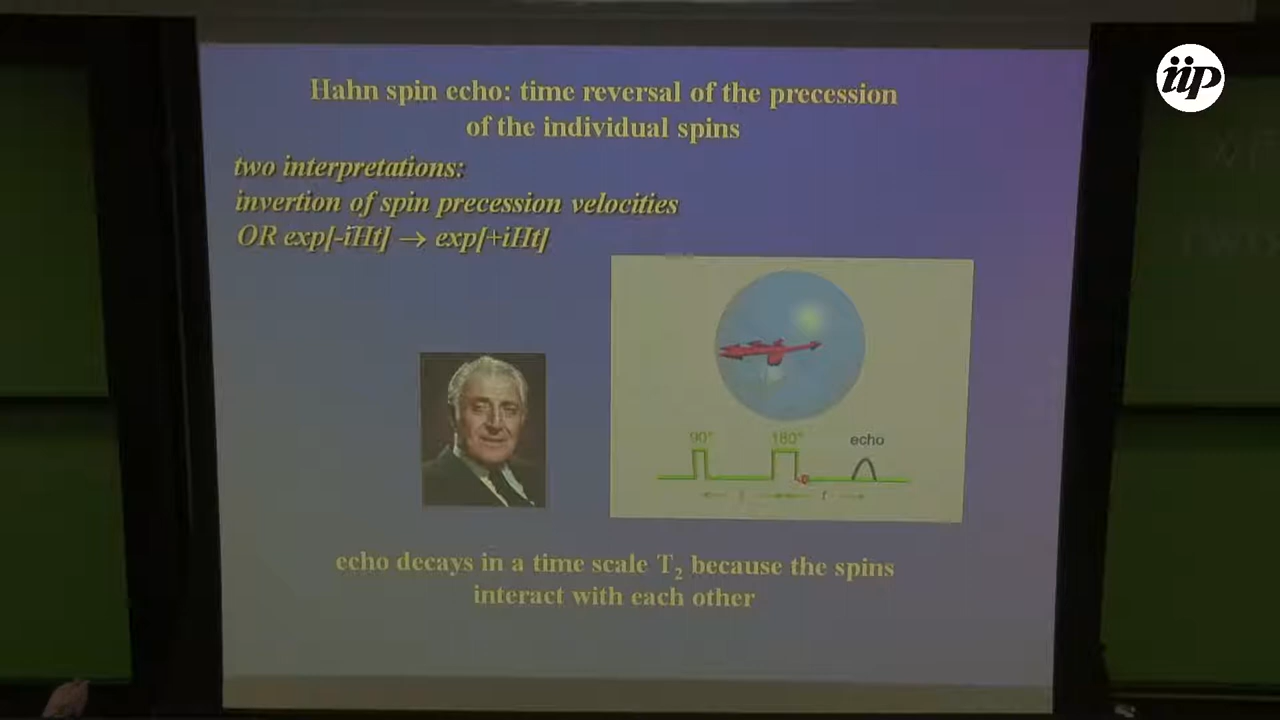 iip
Hahn spin echo: time reversal of the precession
of the individual spins
two interpretations:
invertion of spin precession velocities
OR exp[-iHt] → exp[+iHt]
90° 180° echo
echo decays in a time scale T₂ because the spins
interact with each other